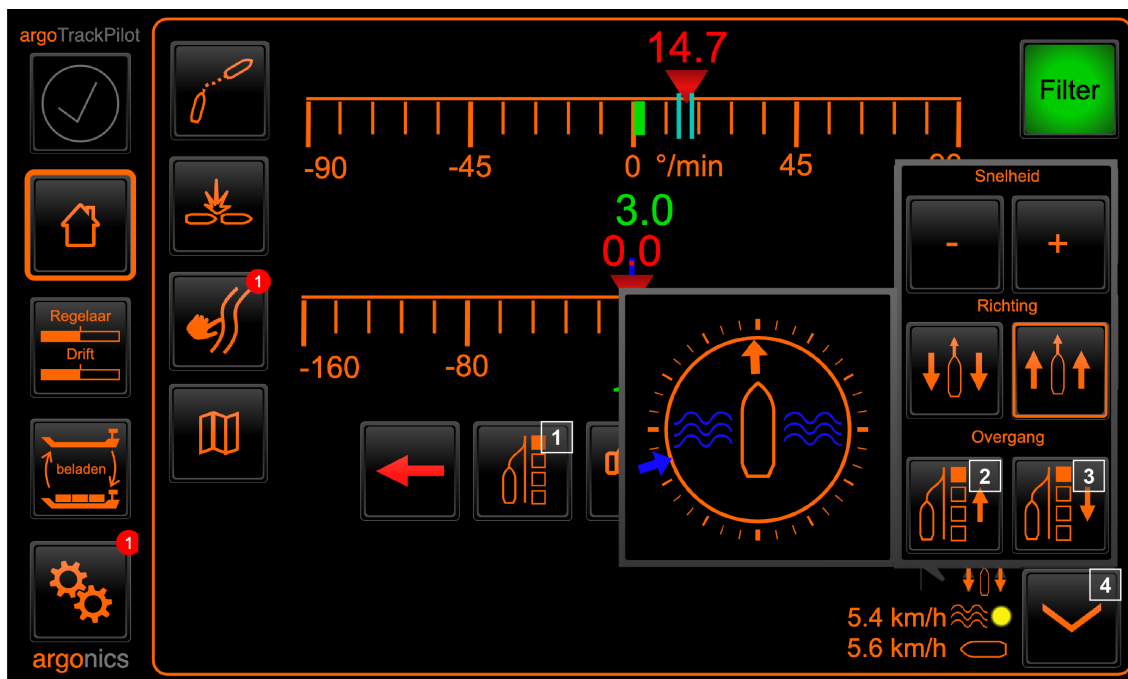 argoTrackPilot
14.7
Filter
-90
-45
0
°/min
45
3.0
0.0
Snelheid
-
+
1
Regelaar
Drift
Richting
-160
-80
Overgang
1
2
3
beladen
1
4
5.4 km/h
5.6 km/h
argonics